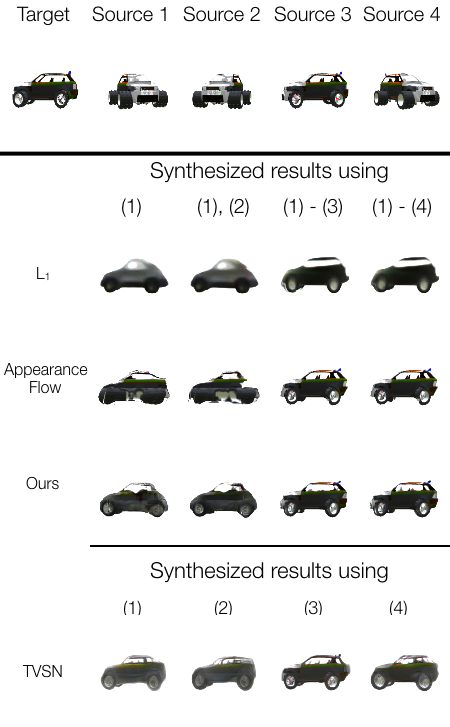 Target Source 1 Source 2 Source 3 Source 4
Synthesized results using
(1) (1), (2) (1) - (3) (1) - (4)
L₁
Appearance
Flow
Ours
Synthesized results using
(1) (2) (3) (4)
TVSN